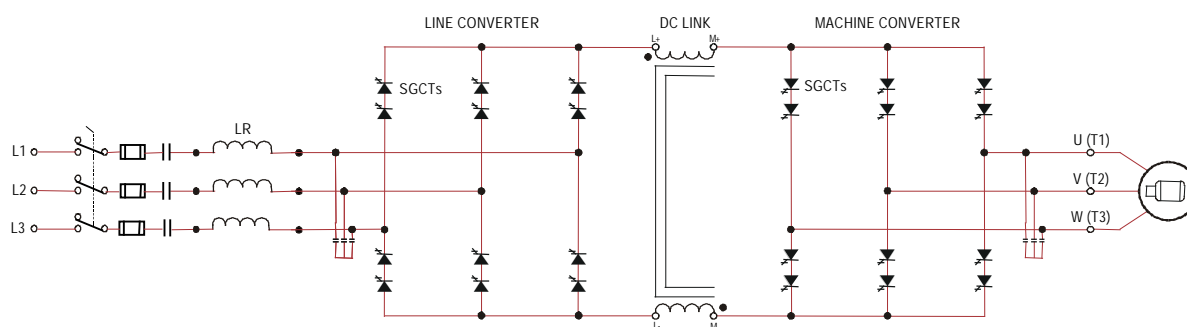 LINE CONVERTER
DC LINK
MACHINE CONVERTER
L+
M+
SGCTs
SGCTs
LR
L1
L2
L3
U (T1)
V (T2)
W (T3)
L-